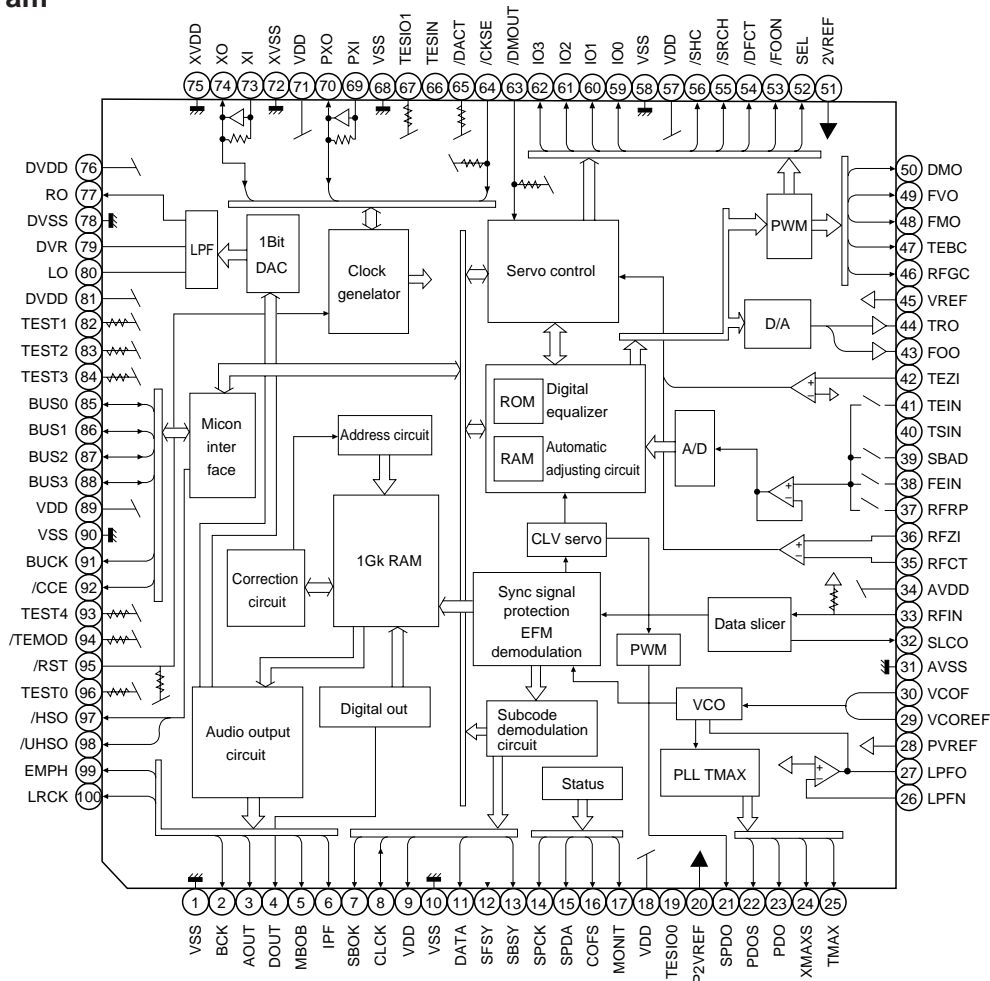 am
XVDD
XO
XI
XVSS
VDD
PXO
PXI
VSS
TESIO1
TESIN
/DACT
/CKSE
/DMOUT
IO3
IO2
IO1
IO0
VSS
VDD
/SHC
/SRCH
/DFCT
/FOON
SEL
2VREF
75
74
73
72
71
70
69
68
67
66
65
64
63
62
61
60
59
58
57
56
55
54
53
52
51
DVDD 76
RO 77
DVSS 78
DVR 79
LO 80
DVDD 81
TEST1 82
TEST2 83
TEST3 84
BUS0 85
BUS1 86
BUS2 87
BUS3 88
VDD 89
VSS 90
BUCK 91
/CCE 92
TEST4 93
/TEMOD 94
/RST 95
TEST0 96
/HSO 97
/UHSO 98
EMPH 99
LRCK 100
LPF
1Bit
DAC
Clock
genelator
Servo control
PWM
D/A
ROM
Digital
equalizer
RAM
Automatic
adjusting circuit
A/D
Micon
inter
face
Address circuit
1Gk RAM
Correction
circuit
CLV servo
Sync signal
protection
EFM
demodulation
Data slicer
PWM
VCO
PLL TMAX
Audio output
circuit
Digital out
Subcode
demodulation
circuit
Status
50 DMO
49 FVO
48 FMO
47 TEBC
46 RFGC
45 VREF
44 TRO
43 FOO
42 TEZI
41 TEIN
40 TSIN
39 SBAD
38 FEIN
37 RFRP
36 RFZI
35 RFCT
34 AVDD
33 RFIN
32 SLCO
31 AVSS
30 VCOF
29 VCOREF
28 PVREF
27 LPFO
26 LPFN
+
-
+
-
+
-
+
-
1
2
3
4
5
6
7
8
9
10
11
12
13
14
15
16
17
18
19
20
21
22
23
24
25
VSS
BCK
AOUT
DOUT
MBOB
IPF
SBOK
CLCK
VDD
VSS
DATA
SFSY
SBSY
SPCK
SPDA
COFS
MONIT
VDD
TESIO0
P2VREF
SPDO
PDOS
PDO
XMAXS
TMAX